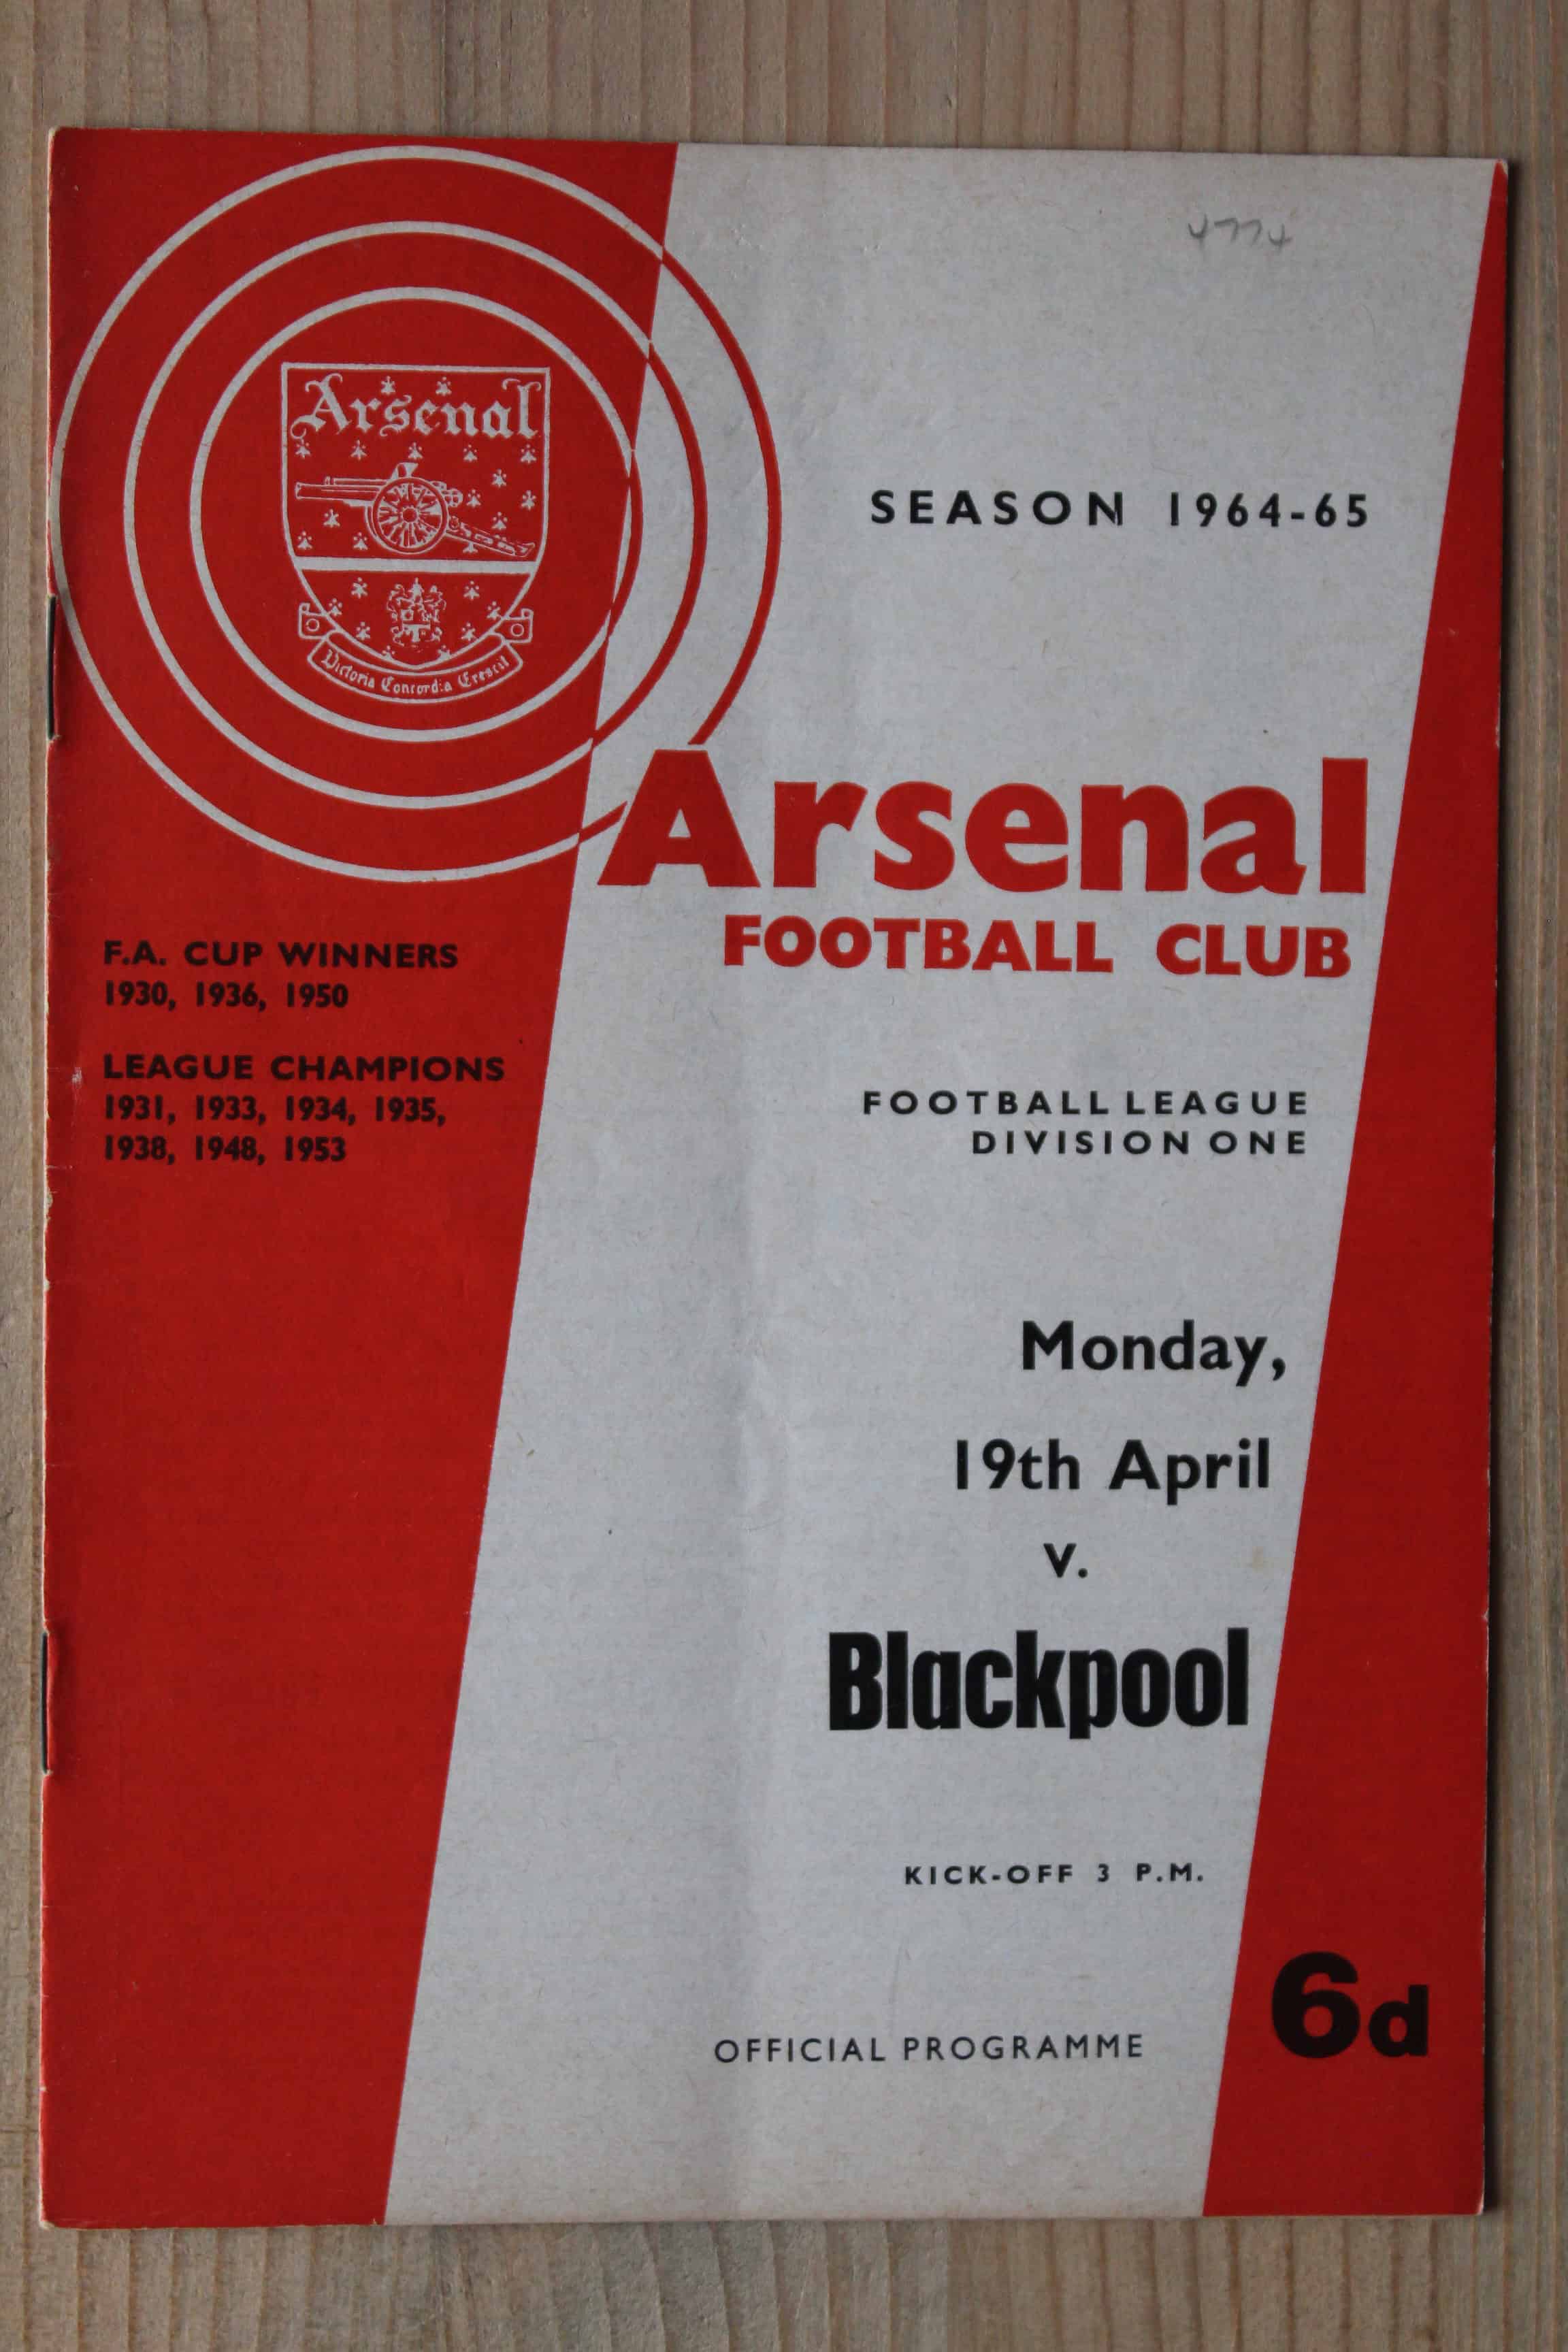 4774
Arsenal
Victoria Concordia Crescit
SEASON 1964-65
Arsenal
FOOTBALL CLUB
F.A. CUP WINNERS
1930, 1936, 1950
LEAGUE CHAMPIONS
1931, 1933, 1934, 1935,
1938, 1948, 1953
FOOTBALL LEAGUE
DIVISION ONE
Monday,
19th April
v.
Blackpool
KICK-OFF 3 P.M.
6d
OFFICIAL PROGRAMME